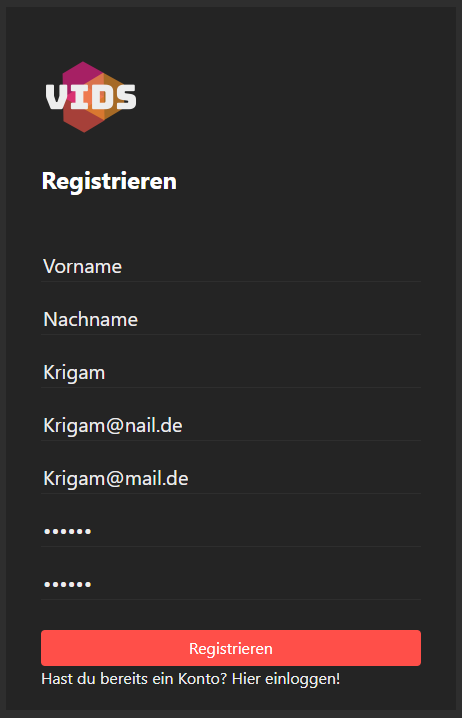 VIDS
Registrieren
Vorname
Nachname
Krigam
Krigam@nail.de
Krigam@mail.de
••••••
••••••
Registrieren
Hast du bereits ein Konto? Hier einloggen!